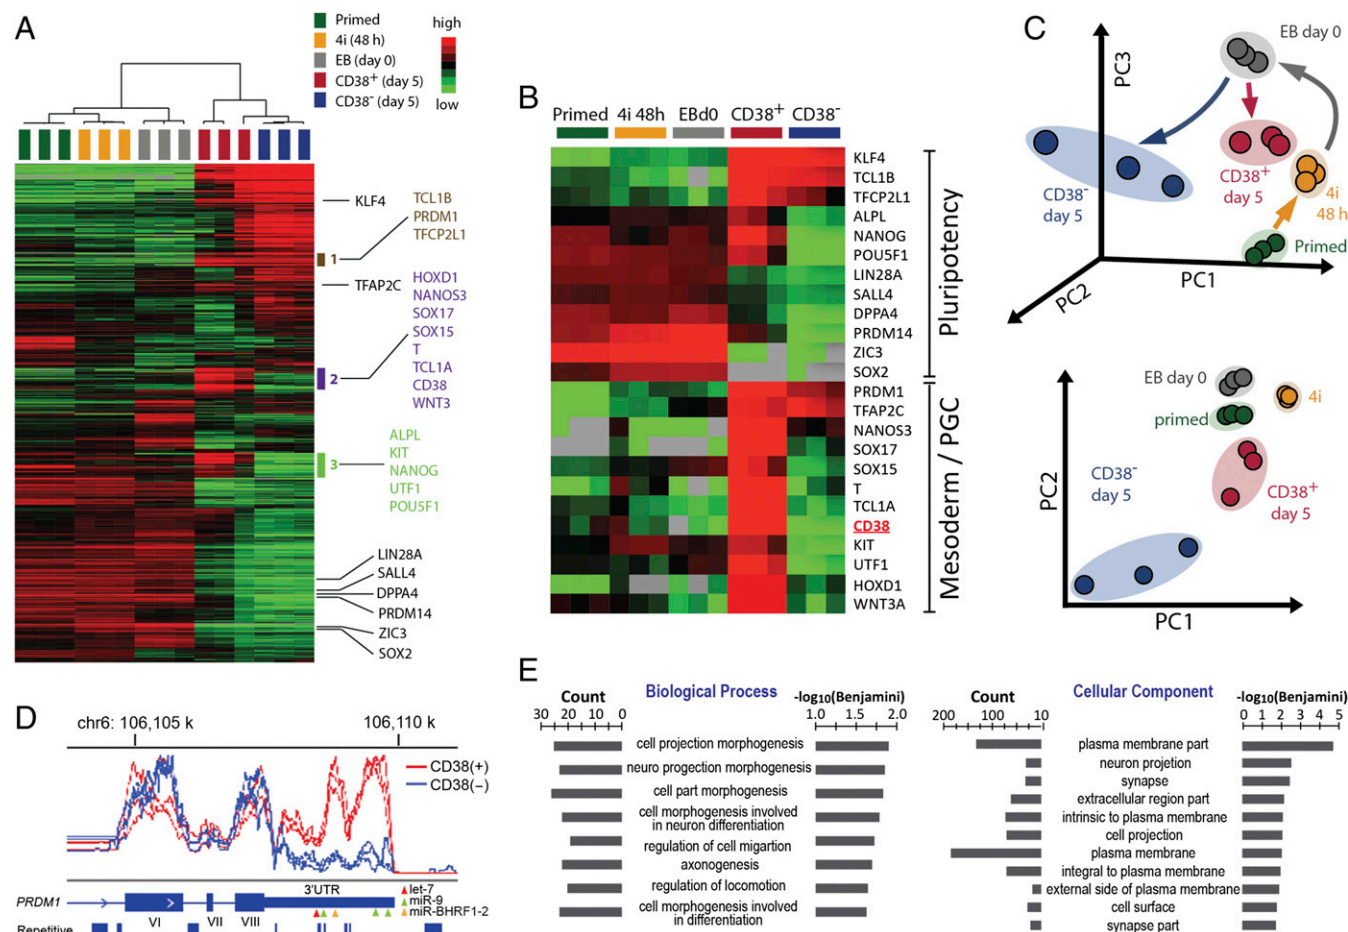 A
Primed
4i (48 h)
EB (day 0)
CD38+ (day 5)
CD38- (day 5)
high
low
KLF4
TCL1B
PRDM1
TFCP2L1
1
TFAP2C
HOXD1
NANOS3
SOX17
SOX15
T
TCL1A
CD38
WNT3
2
ALPL
KIT
NANOG
UTF1
POU5F1
3
LIN28A
SALL4
DPPA4
PRDM14
ZIC3
SOX2
B
Primed 4i 48h EBd0 CD38+ CD38-
KLF4
TCL1B
TFCP2L1
ALPL
NANOG
POU5F1
LIN28A
SALL4
DPPA4
PRDM14
ZIC3
SOX2
Pluripotency
PRDM1
TFAP2C
NANOS3
SOX17
SOX15
T
TCL1A
CD38
KIT
UTF1
HOXD1
WNT3A
Mesoderm / PGC
C
EB day 0
PC3
CD38+
day 5
CD38-
day 5
4i
48 h
Primed
PC1
PC2
EB day 0
4i
primed
CD38-
day 5
CD38+
day 5
PC2
PC1
D
chr6: 106,105 k 106,110 k
CD38(+)
CD38(−)
3'UTR
let-7
miR-9
miR-BHRF1-2
PRDM1
VI VII VIII
Repetitive
E
Count Biological Process -log10(Benjamini)
30 20 10 0 1.0 1.5 2.0
cell projection morphogenesis
neuro progection morphogenesis
cell part morphogenesis
cell morphogenesis involved
in neuron differentiation
regulation of cell migartion
axonogenesis
regulation of locomotion
cell morphogenesis involved
in differentiation
Count Cellular Component -log10(Benjamini)
200 100 10 0 1 2 3 4 5
plasma membrane part
neuron projetion
synapse
extracellular region part
intrinsic to plasma membrane
cell projection
plasma membrane
integral to plasma membrane
external side of plasma membrane
cell surface
synapse part